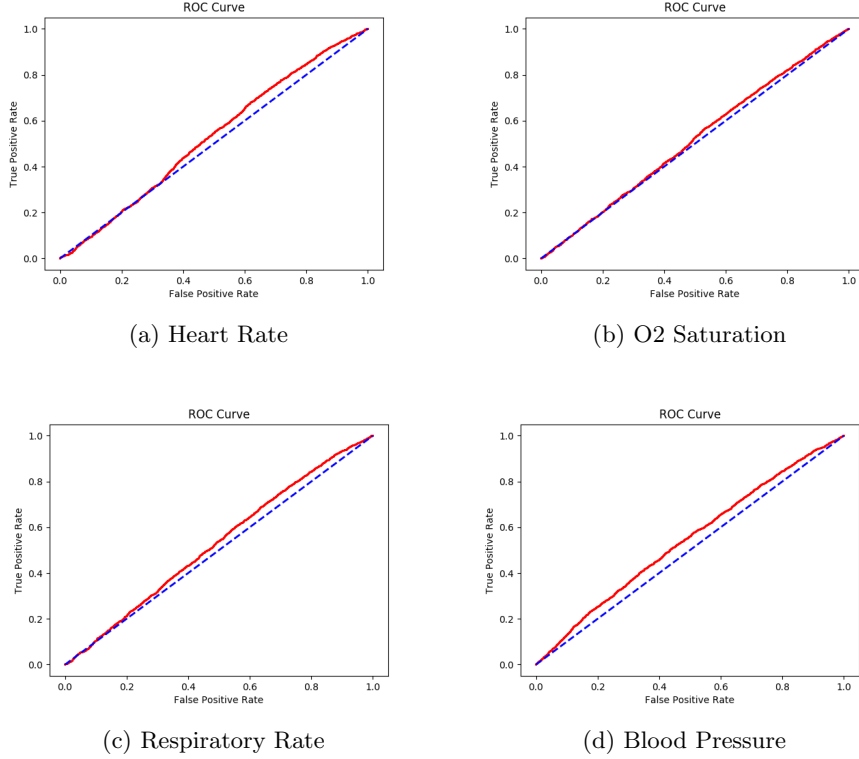 ROC Curve
True Positive Rate
1.0
0.8
0.6
0.4
0.2
0.0
0.0 0.2 0.4 0.6 0.8 1.0
False Positive Rate
(a) Heart Rate
ROC Curve
True Positive Rate
1.0
0.8
0.6
0.4
0.2
0.0
0.0 0.2 0.4 0.6 0.8 1.0
False Positive Rate
(b) O2 Saturation
ROC Curve
True Positive Rate
1.0
0.8
0.6
0.4
0.2
0.0
0.0 0.2 0.4 0.6 0.8 1.0
False Positive Rate
(c) Respiratory Rate
ROC Curve
True Positive Rate
1.0
0.8
0.6
0.4
0.2
0.0
0.0 0.2 0.4 0.6 0.8 1.0
False Positive Rate
(d) Blood Pressure